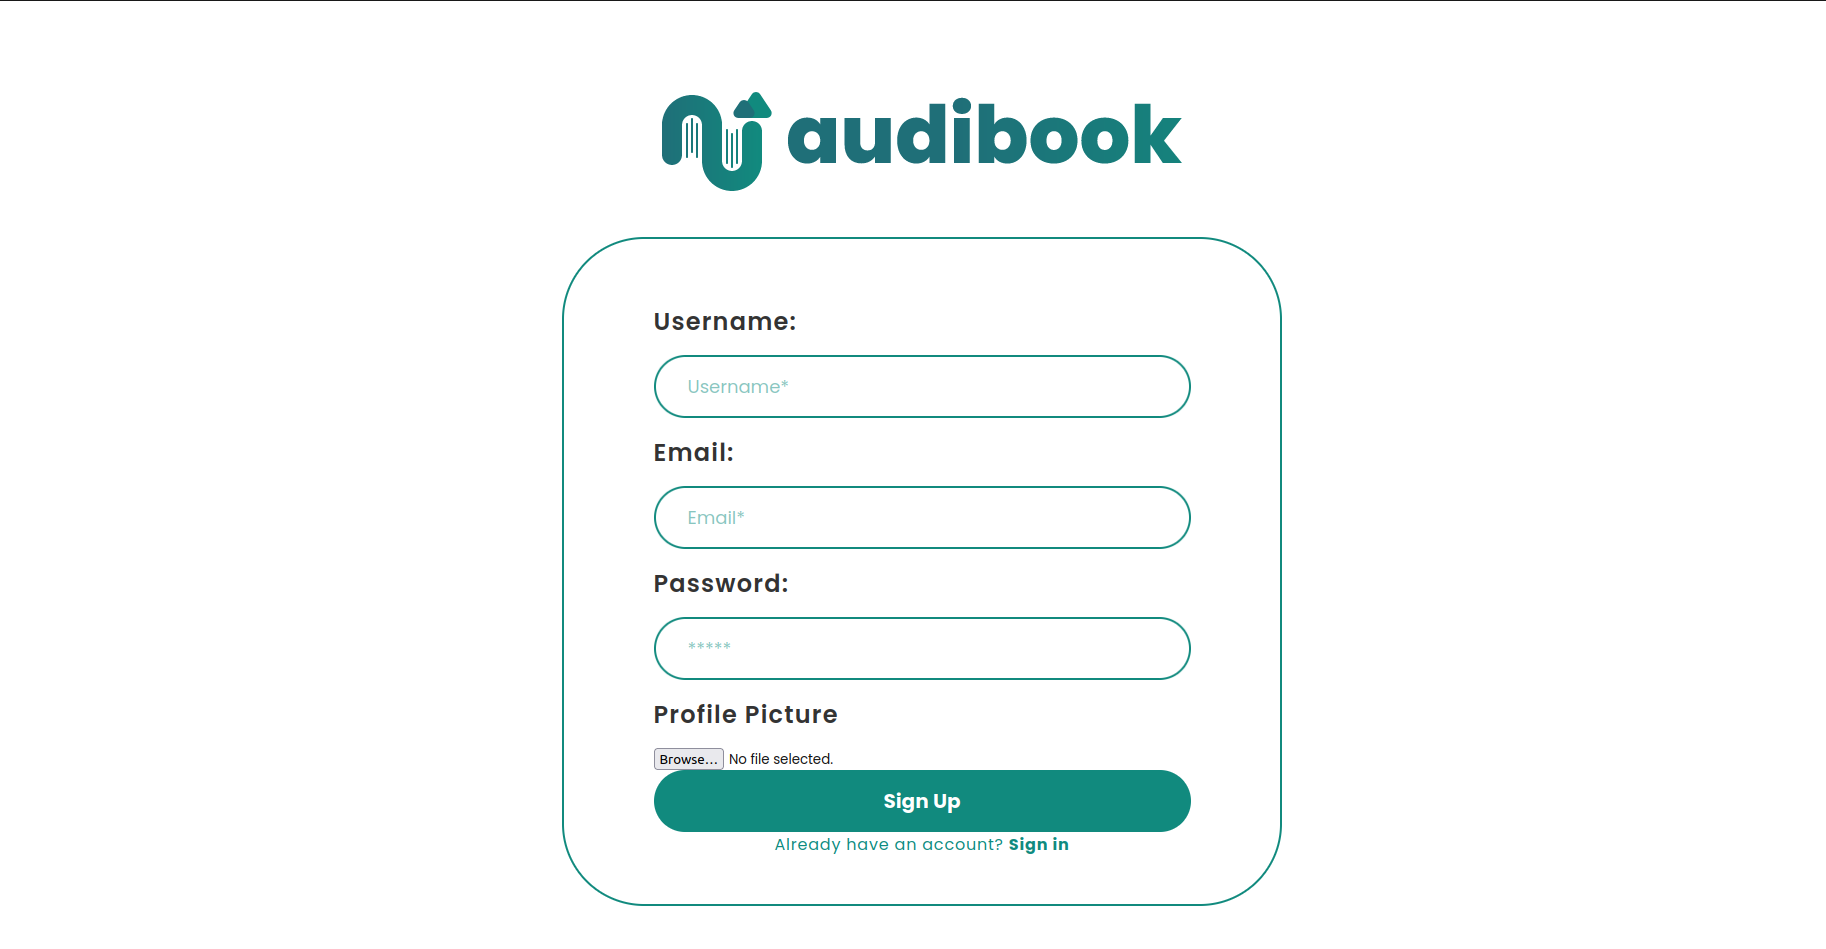 audibook
Username:
Username*
Email:
Email*
Password:
*****
Profile Picture
Browse... No file selected.
Sign Up
Already have an account? Sign in